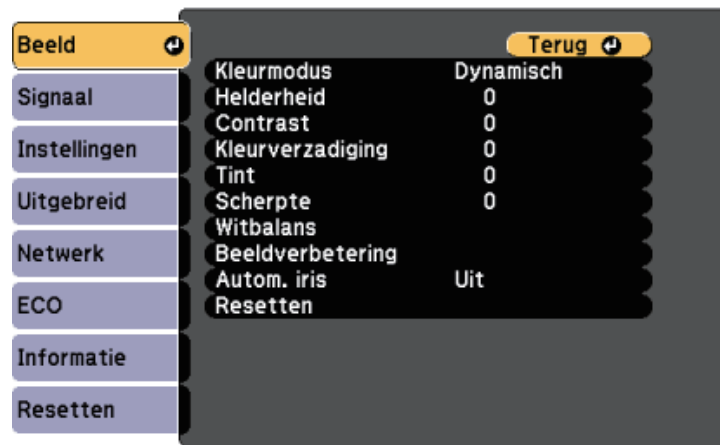 Beeld
Signaal
Instellingen
Uitgebreid
Netwerk
ECO
Informatie
Resetten
Terug
Kleurmodus Dynamisch
Helderheid 0
Contrast 0
Kleurverzadiging 0
Tint 0
Scherpte 0
Witbalans
Beeldverbetering
Autom. iris Uit
Resetten